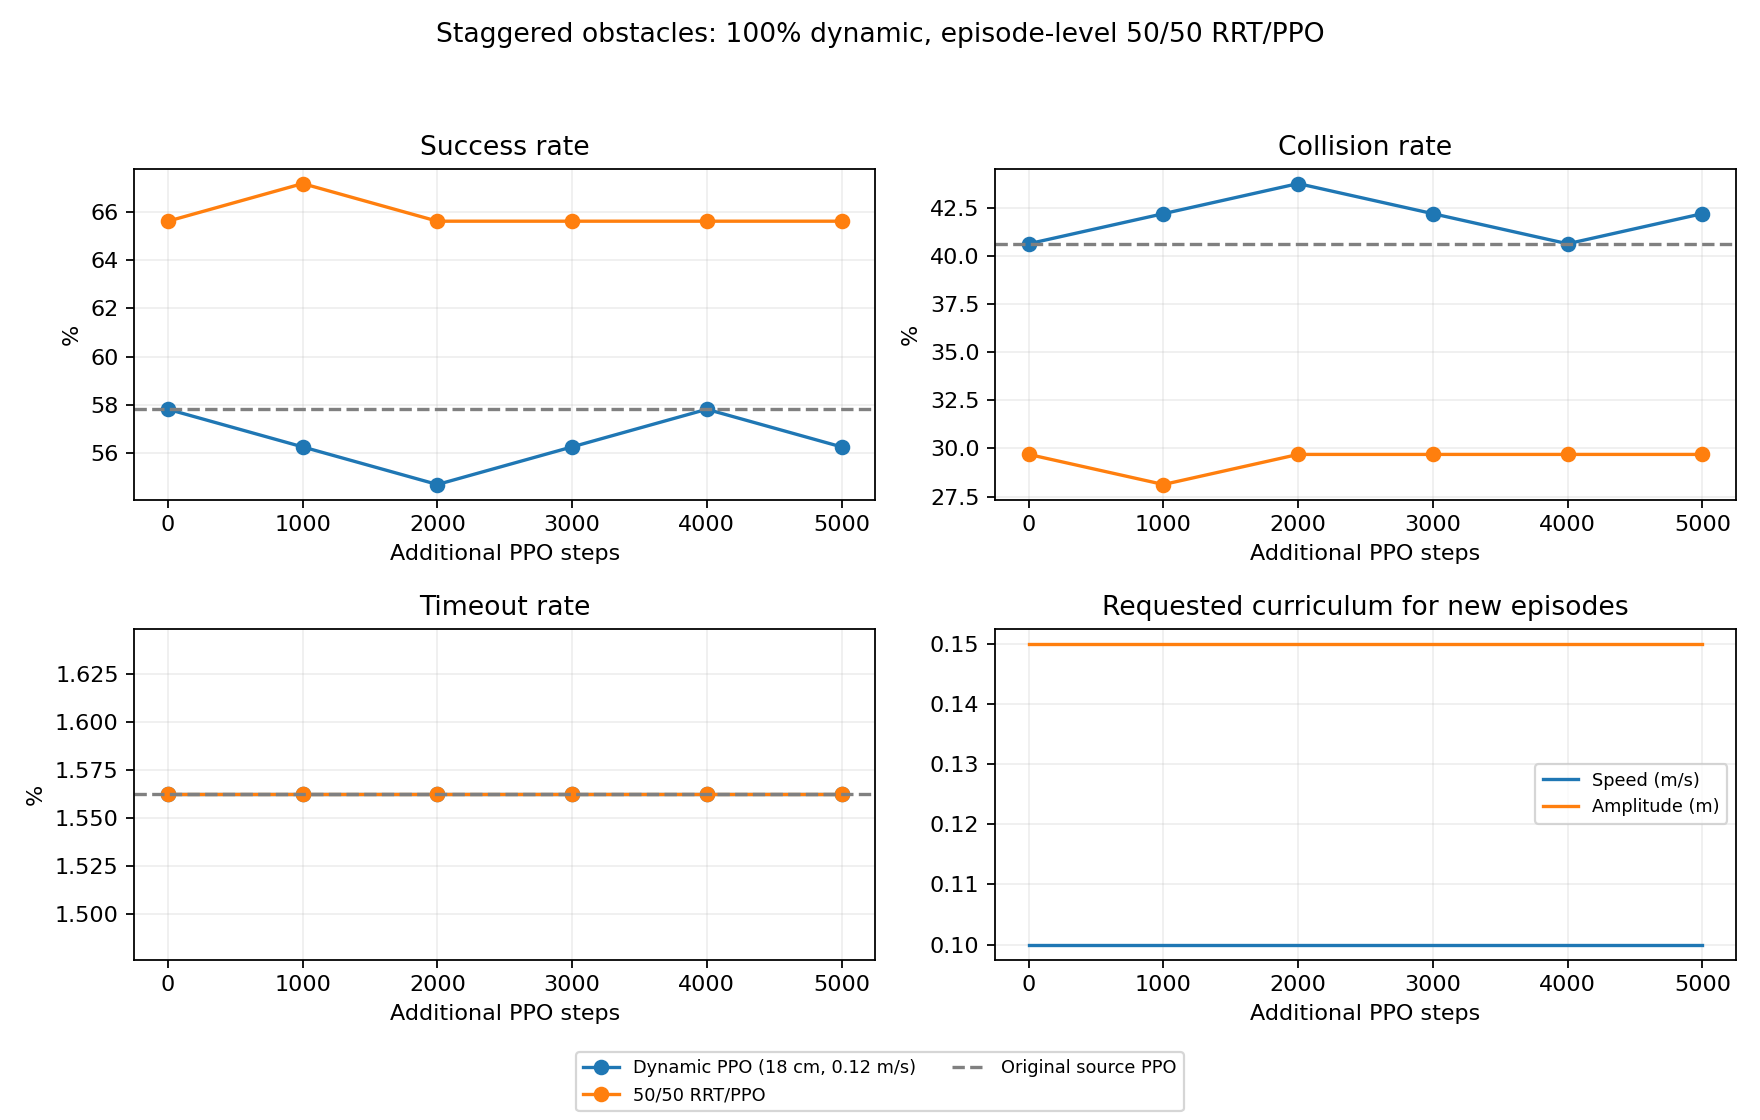 Staggered obstacles: 100% dynamic, episode-level 50/50 RRT/PPO
Success rate
%
66
64
62
60
58
56
0 1000 2000 3000 4000 5000
Additional PPO steps
Collision rate
%
42.5
40.0
37.5
35.0
32.5
30.0
27.5
0 1000 2000 3000 4000 5000
Additional PPO steps
Timeout rate
%
1.625
1.600
1.575
1.550
1.525
1.500
0 1000 2000 3000 4000 5000
Additional PPO steps
Requested curriculum for new episodes
0.15
0.14
0.13
0.12
0.11
0.10
Speed (m/s)
Amplitude (m)
0 1000 2000 3000 4000 5000
Additional PPO steps
Dynamic PPO (18 cm, 0.12 m/s)
50/50 RRT/PPO
Original source PPO